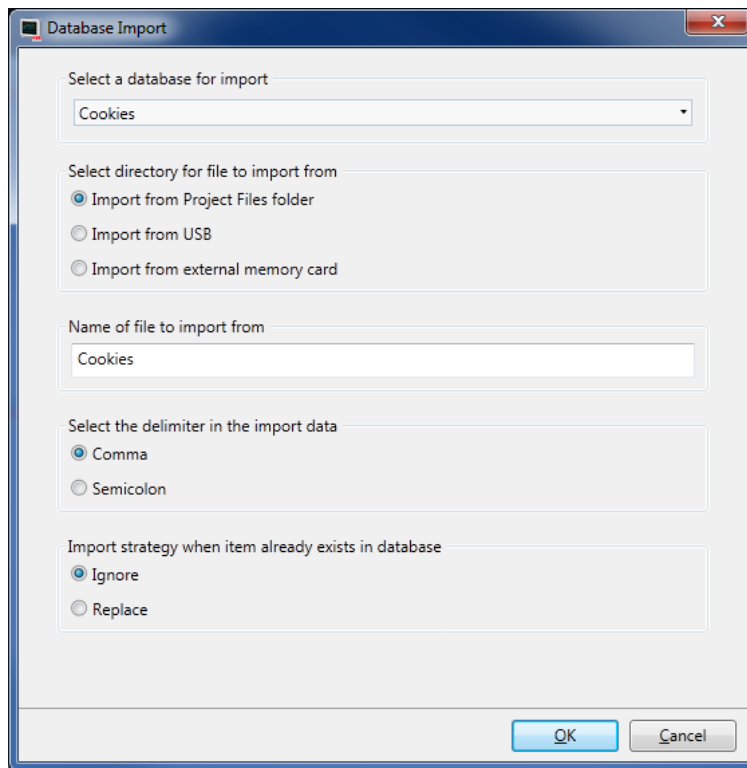 Database Import
Select a database for import
Cookies
Select directory for file to import from
Import from Project Files folder
Import from USB
Import from external memory card
Name of file to import from
Cookies
Select the delimiter in the import data
Comma
Semicolon
Import strategy when item already exists in database
Ignore
Replace
OK Cancel